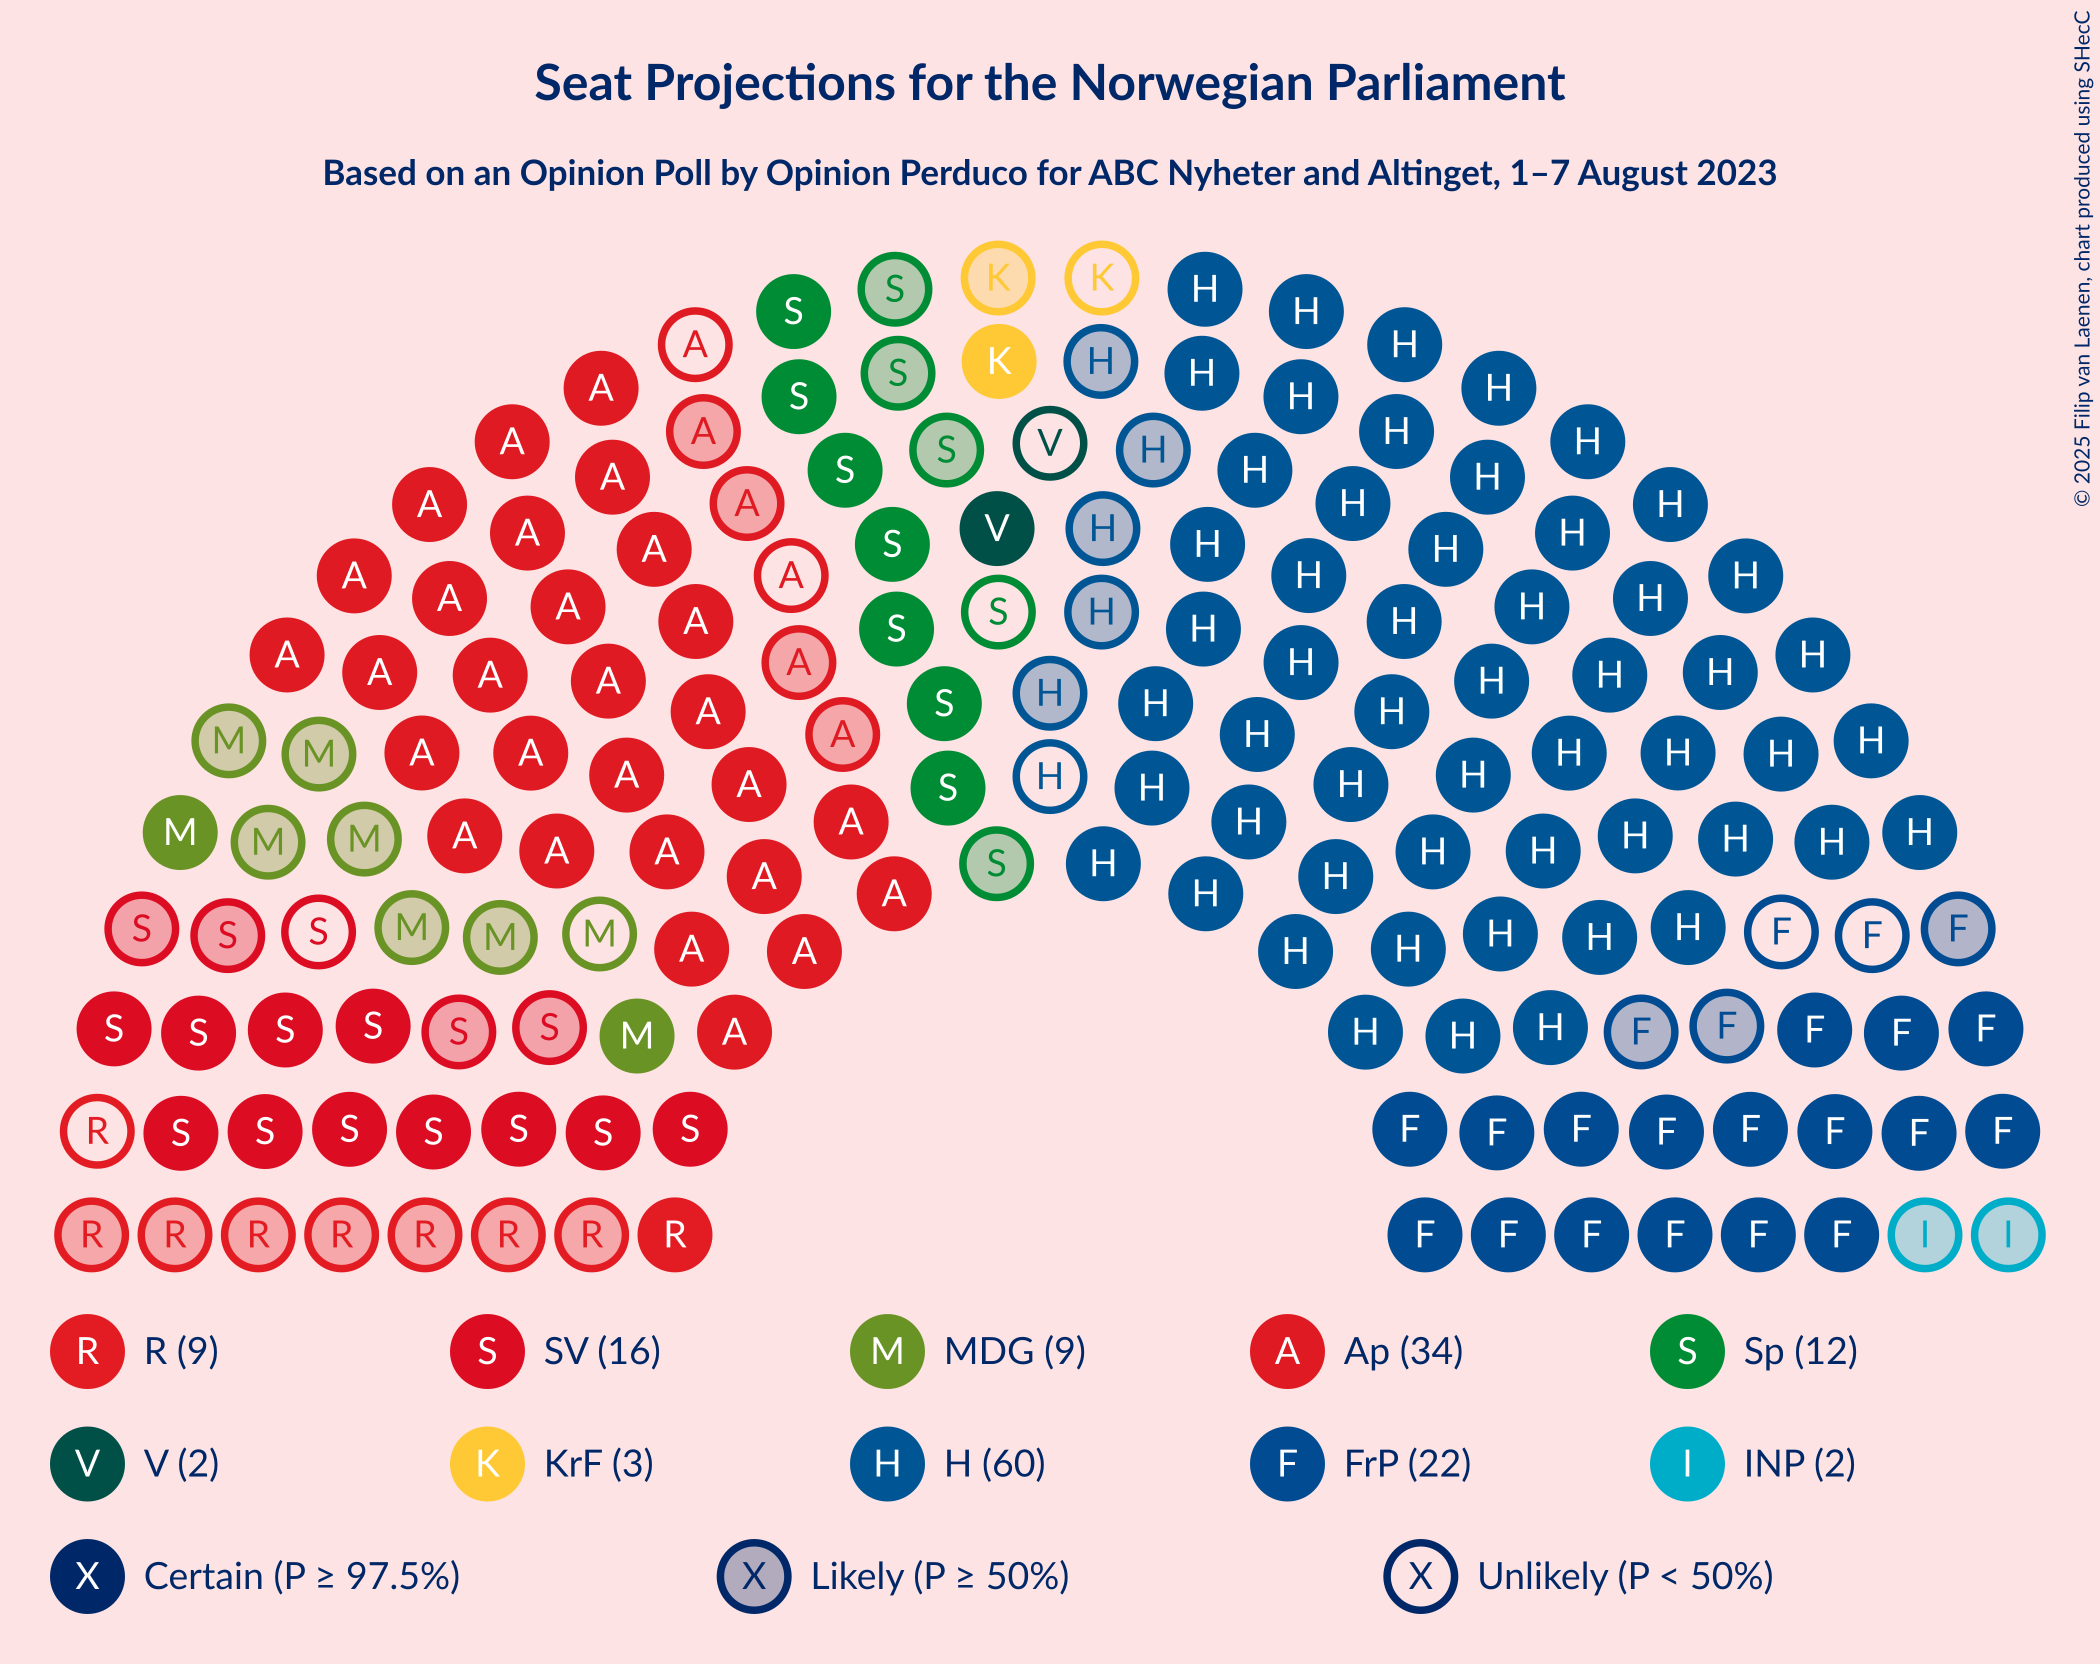 Seat Projections for the Norwegian Parliament
Based on an Opinion Poll by Opinion Perduco for ABC Nyheter and Altinget, 1–7 August 2023
© 2025 Filip van Laenen, chart produced using SHecC
S K K H
S H H
A S H
A S K H H H
A S H H
A A S V H H H
A A S H H
A A A V H H H
A A A S H H H H
A A A S S H H H H
A A A A S H H H H H
A A A A S H H H H H H
M M A A A A A H H H H H H H
M M M A A A A A S H H H H H H H H
S S S M M M A A A S H H H H H H H F F F
S S S S S S M A H H H F F F F F
R S S S S S S S F F F F F F F F
R R R R R R R R F F F F F F I I
R R (9) S SV (16) M MDG (9) A Ap (34) S Sp (12)
V V (2) K KrF (3) H H (60) F FrP (22) I INP (2)
X Certain (P ≥ 97.5%) X Likely (P ≥ 50%) X Unlikely (P < 50%)